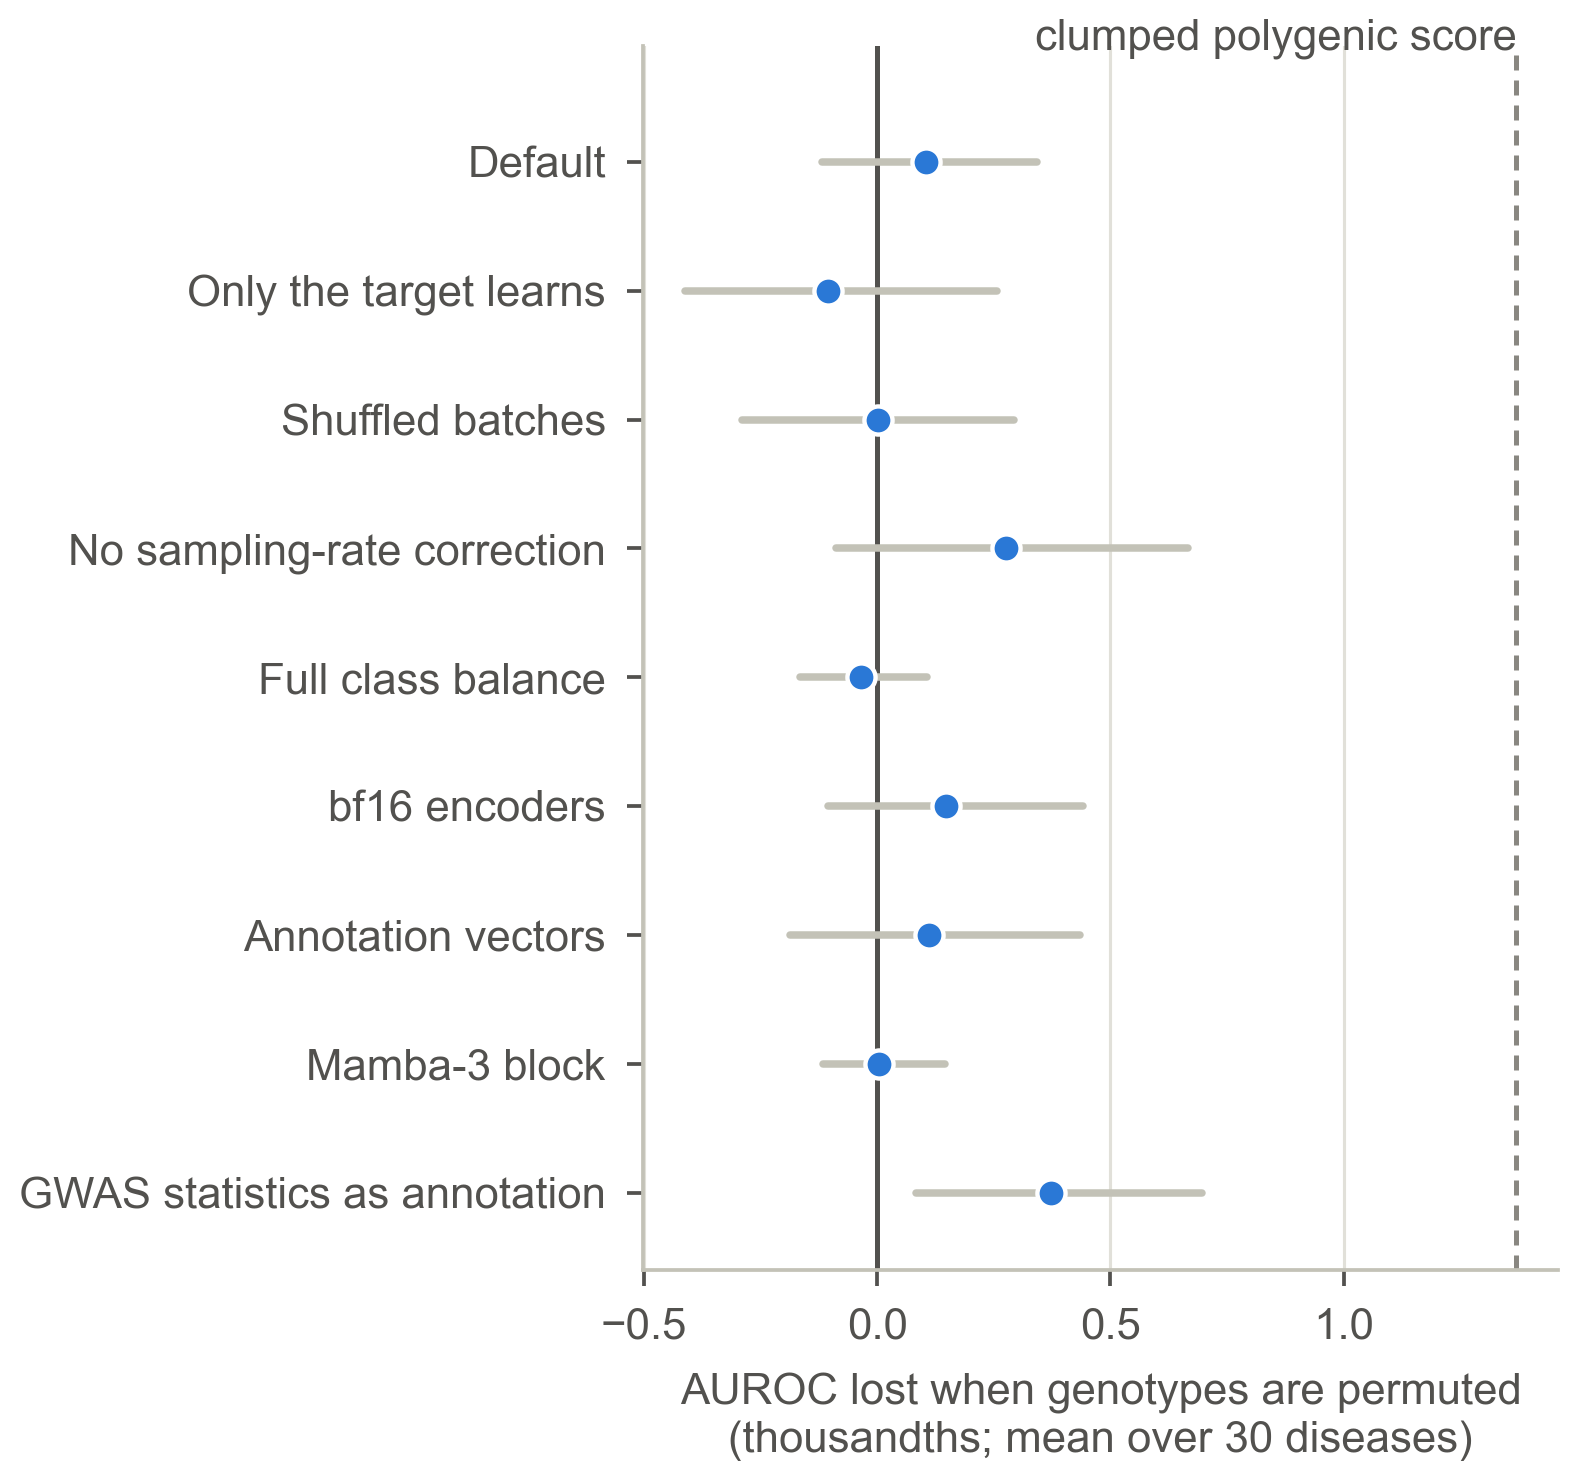 clumped polygenic score
Default
Only the target learns
Shuffled batches
No sampling-rate correction
Full class balance
bf16 encoders
Annotation vectors
Mamba-3 block
GWAS statistics as annotation
−0.5 0.0 0.5 1.0
AUROC lost when genotypes are permuted
(thousandths; mean over 30 diseases)